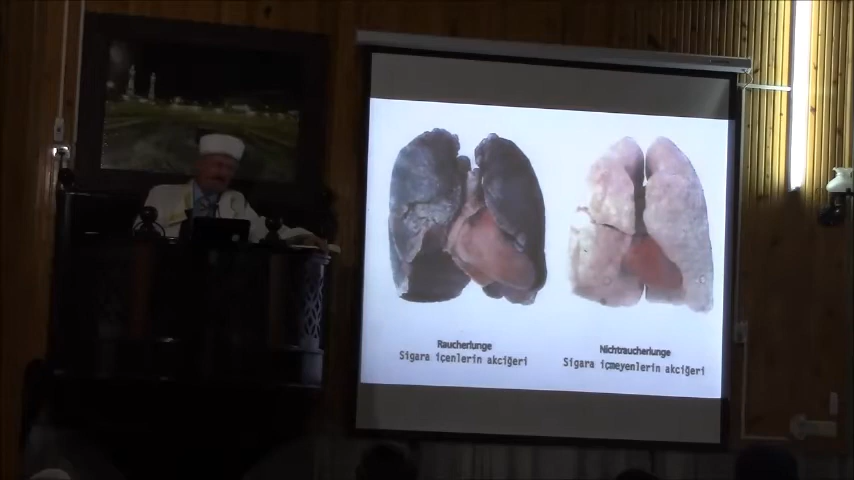 Raucherlunge
Sigara içenlerin akciğeri
Nichtraucherlunge
Sigara içmeyenlerin akciğeri